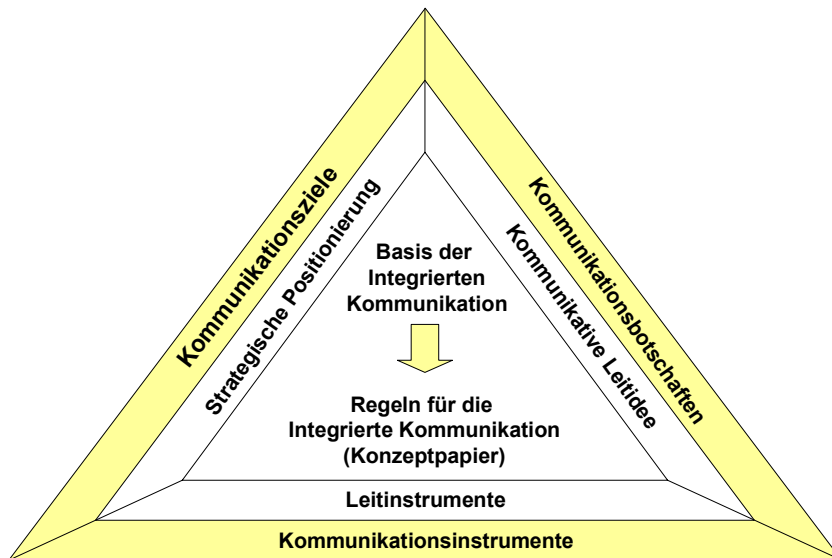 Kommunikationsziele
Strategische Positionierung
Basis der
Integrierten
Kommunikation
Regeln für die
Integrierte Kommunikation
(Konzeptpapier)
Kommunikative Leitidee
Kommunikationsbotschaften
Leitinstrumente
Kommunikationsinstrumente